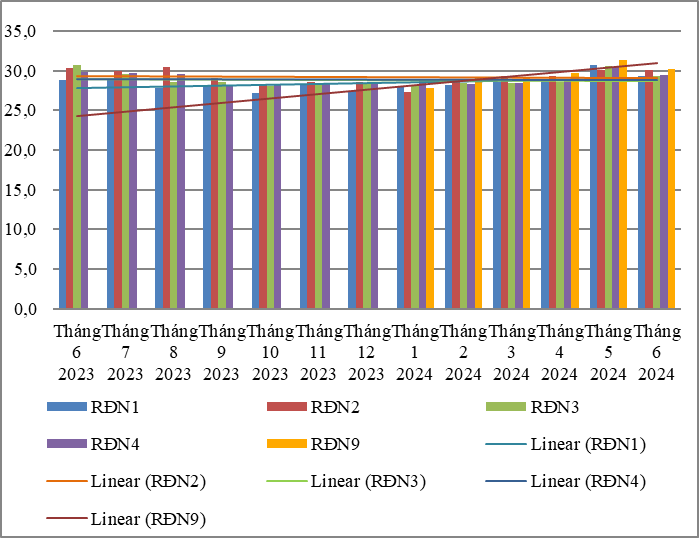 35,0
30,0
25,0
20,0
15,0
10,0
5,0
0,0
Tháng Tháng Tháng Tháng Tháng Tháng Tháng Tháng Tháng Tháng Tháng Tháng Tháng
6 7 8 9 10 11 12 1 2 3 4 5 6
2023 2023 2023 2023 2023 2023 2023 2024 2024 2024 2024 2024 2024
RĐN1 RĐN2 RĐN3
RĐN4 RĐN9 Linear (RĐN1)
Linear (RĐN2) Linear (RĐN3) Linear (RĐN4)
Linear (RĐN9)